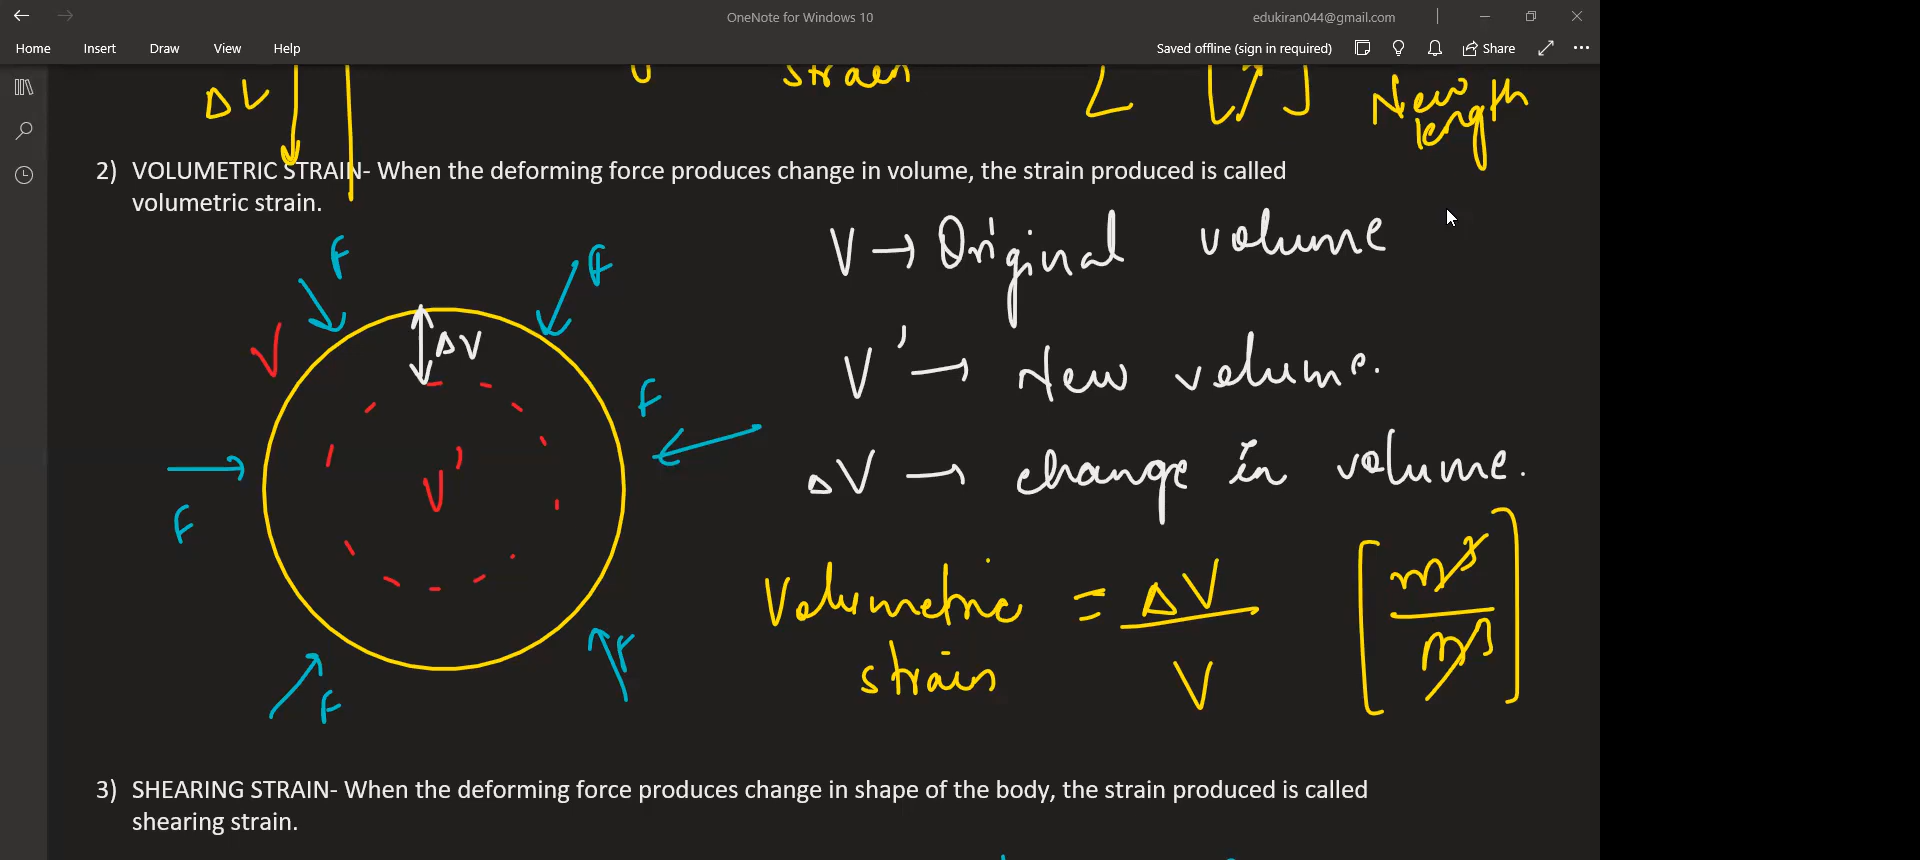 OneNote for Windows 10
edukiran044@gmail.com
Home Insert Draw View Help
Saved offline (sign in required) Share
ΔV
strain
L
New
length
2) VOLUMETRIC STRAIN- When the deforming force produces change in volume, the strain produced is called
volumetric strain.
F
F
V → Original volume
V
ΔV
V' → New volume.
F
V'
ΔV → change in volume.
F
Volumetric = ΔV [m³
strain V m³]
F
F
3) SHEARING STRAIN- When the deforming force produces change in shape of the body, the strain produced is called
shearing strain.